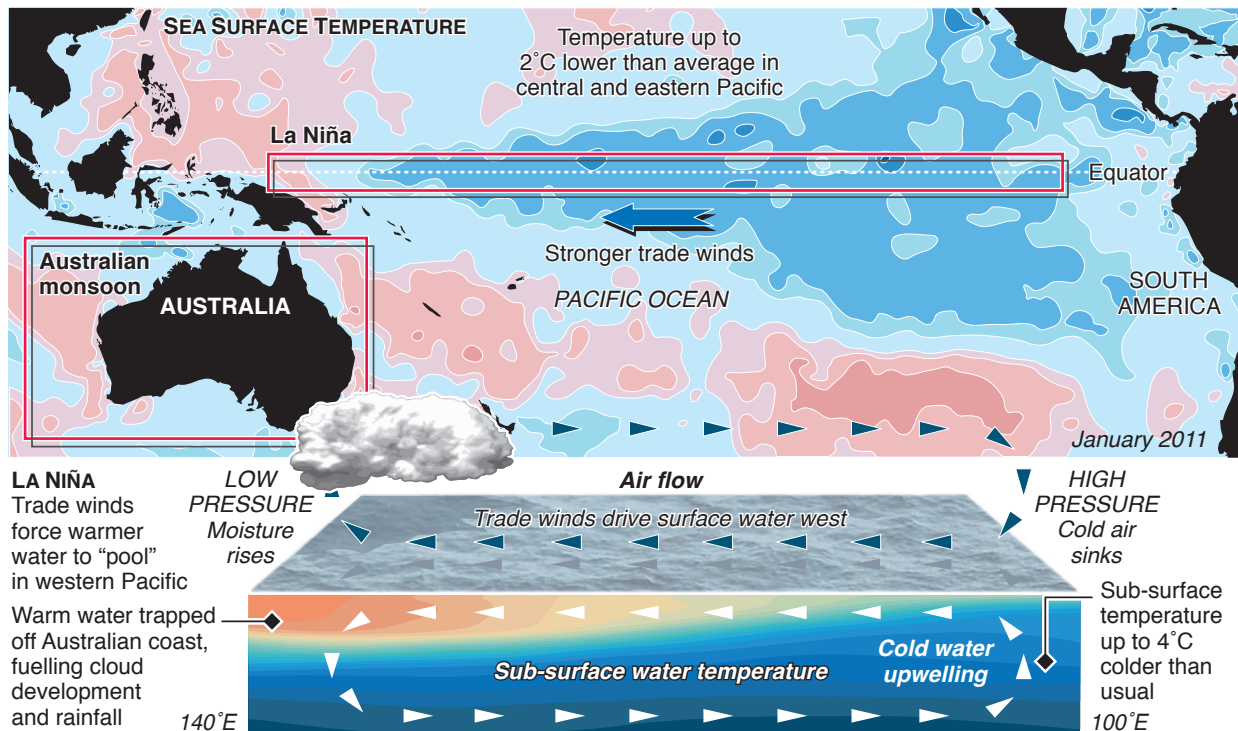 SEA SURFACE TEMPERATURE
Temperature up to
2˚C lower than average in
central and eastern Pacific
La Niña
Equator
Stronger trade winds
Australian
monsoon
AUSTRALIA
PACIFIC OCEAN
SOUTH
AMERICA
January 2011
LA NIÑA
Trade winds
force warmer
water to “pool”
in western Pacific
LOW
PRESSURE
Moisture
rises
Air flow
Trade winds drive surface water west
HIGH
PRESSURE
Cold air
sinks
Warm water trapped
off Australian coast,
fuelling cloud
development
and rainfall
Sub-surface water temperature
Cold water
upwelling
Sub-surface
temperature
up to 4˚C
colder than
usual
140˚E
100˚E